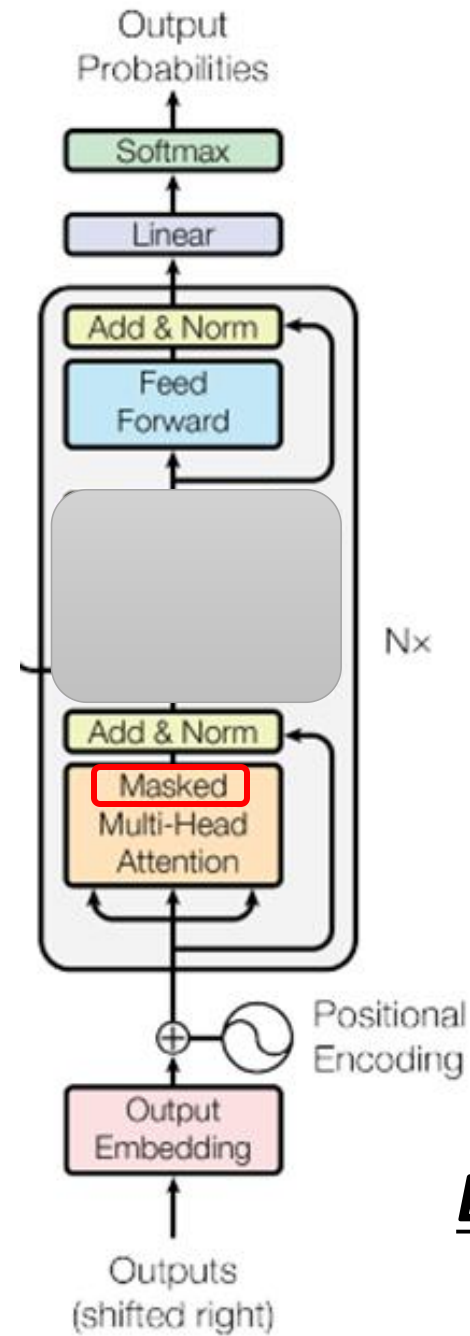 Output
Probabilities
Softmax
Linear
Add & Norm
Feed
Forward
N×
Add & Norm
Masked
Multi-Head
Attention
Positional
Encoding
Output
Embedding
Outputs
(shifted right)